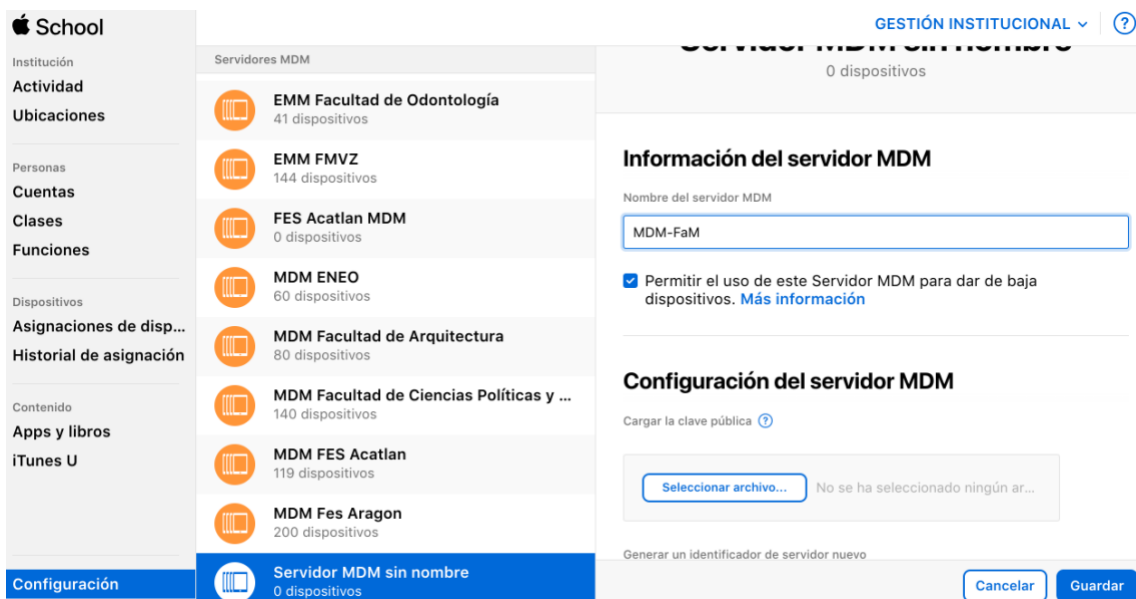 School
GESTIÓN INSTITUCIONAL
?
Institución
Actividad
Ubicaciones
Personas
Cuentas
Clases
Funciones
Dispositivos
Asignaciones de disp...
Historial de asignación
Contenido
Apps y libros
iTunes U
Configuración
Servidores MDM
EMM Facultad de Odontología
41 dispositivos
EMM FMVZ
144 dispositivos
FES Acatlan MDM
0 dispositivos
MDM ENEO
60 dispositivos
MDM Facultad de Arquitectura
80 dispositivos
MDM Facultad de Ciencias Políticas y ...
140 dispositivos
MDM FES Acatlan
119 dispositivos
MDM Fes Aragon
200 dispositivos
Servidor MDM sin nombre
0 dispositivos
Servidor MDM sin nombre
0 dispositivos
Información del servidor MDM
Nombre del servidor MDM
MDM-FaM
Permitir el uso de este Servidor MDM para dar de baja
dispositivos. Más información
Configuración del servidor MDM
Cargar la clave pública ?
Seleccionar archivo... No se ha seleccionado ningún ar...
Generar un identificador de servidor nuevo
Cancelar Guardar